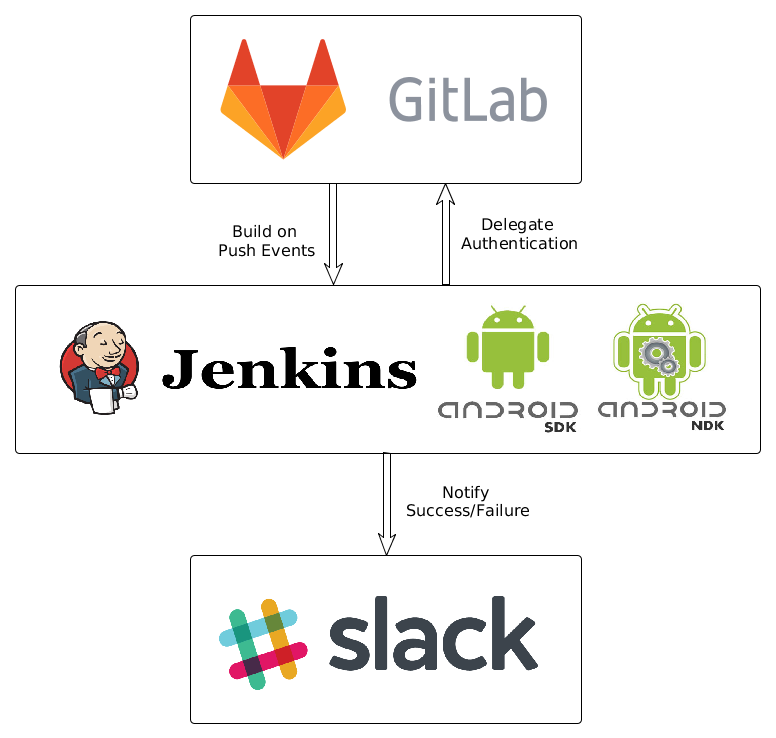 GitLab
Build on
Push Events
Delegate
Authentication
Jenkins
ANDROID
SDK
ANDROID
NDK
Notify
Success/Failure
slack